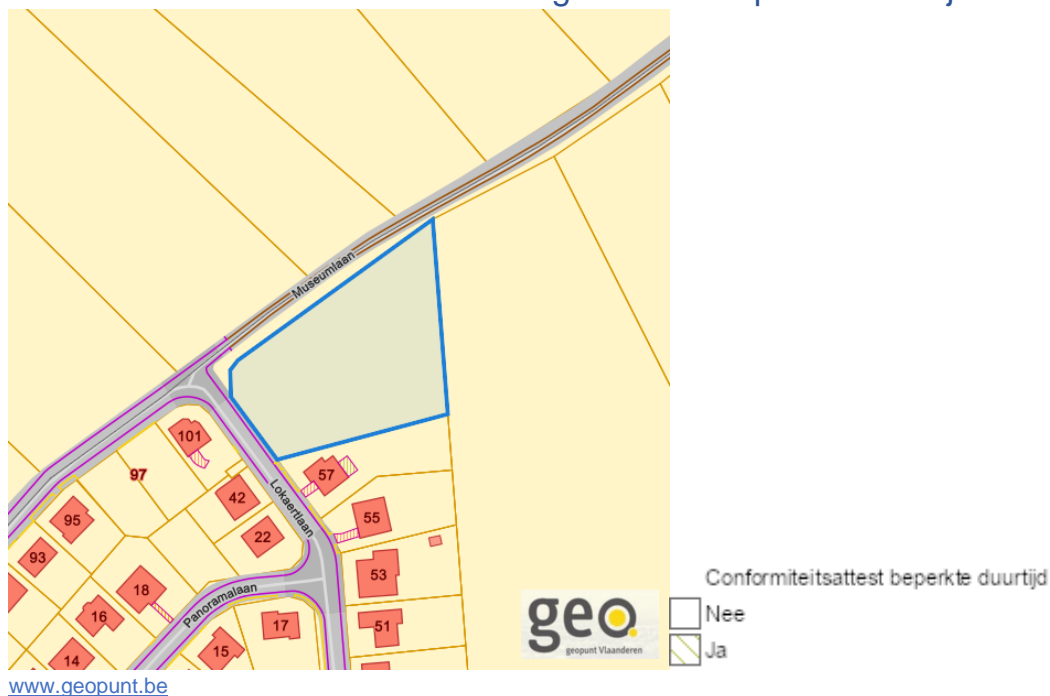 Museumlaan
101
97
95
93
42
22
Lokaertlaan
57
55
53
51
18
16
14
Panoramalaan
17
15
geo
geopunt Vlaanderen
Conformiteitsattest beperkte duurtijd
Nee
Ja
www.geopunt.be